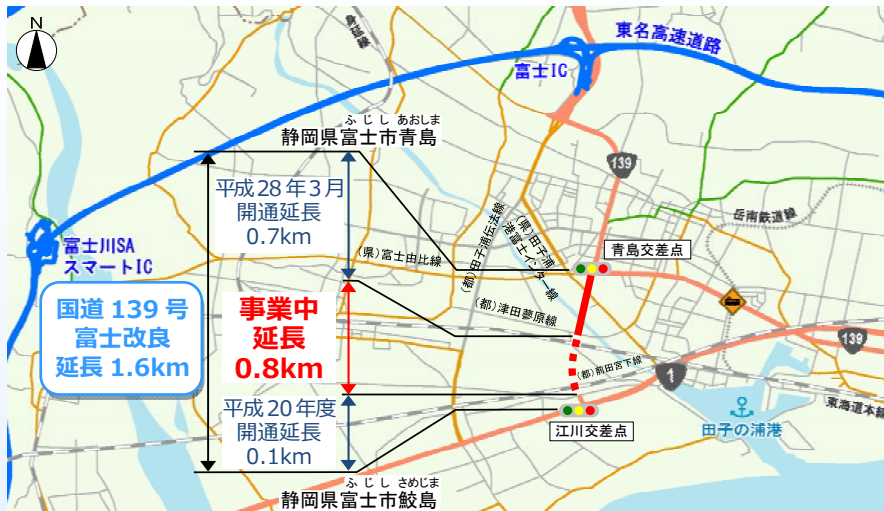 N
東名高速道路
身延線
富士IC
ふじし あおしま
静岡県富士市青島
139
平成28年3月
開通延長
0.7km
(都)田子浦伝法線
(県)田子浦
港富士インター線
岳南鉄道線
青島交差点
富士川SA
スマートIC
(県)富士由比線
国道 139 号
富士改良
延長 1.6km
事業中
延長
0.8km
(都)津田蓼原線
139
(都)前田宮下線
1
平成20年度
開通延長
0.1km
江川交差点
田子の浦港
東海道本線
ふじし さめじま
静岡県富士市鮫島